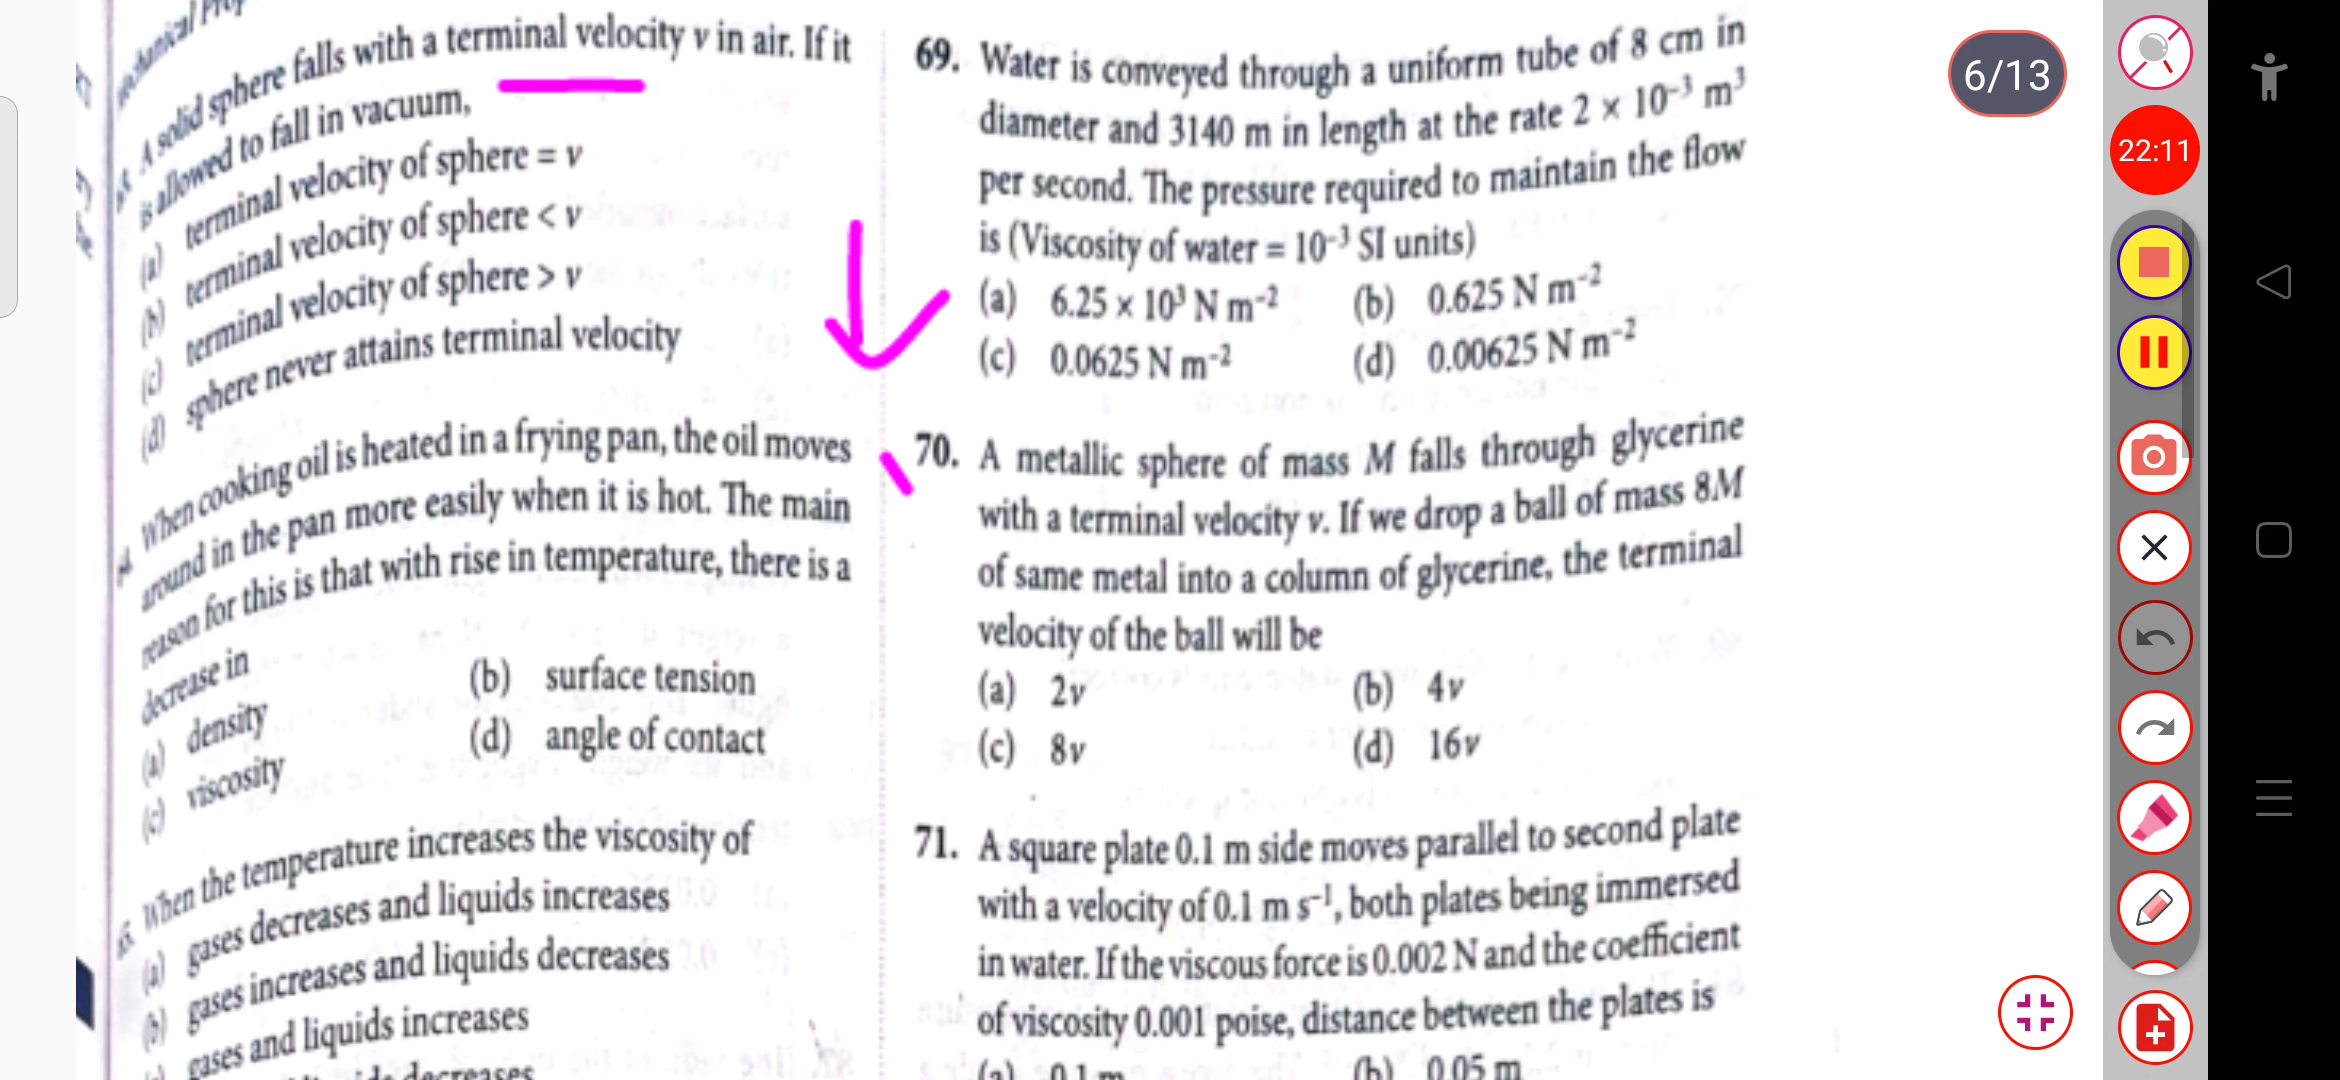 A solid sphere falls with a terminal velocity v in air. If it
is allowed to fall in vacuum,
(a) terminal velocity of sphere = v
(b) terminal velocity of sphere < v
(c) terminal velocity of sphere > v
(d) sphere never attains terminal velocity
When cooking oil is heated in a frying pan, the oil moves
around in the pan more easily when it is hot. The main
reason for this is that with rise in temperature, there is a
decrease in
(a) density (b) surface tension
(c) viscosity (d) angle of contact
When the temperature increases the viscosity of
(a) gases decreases and liquids increases
(b) gases increases and liquids decreases
gases and liquids increases
decreases
69. Water is conveyed through a uniform tube of 8 cm in
diameter and 3140 m in length at the rate 2 × 10⁻³ m³
per second. The pressure required to maintain the flow
is (Viscosity of water = 10⁻³ SI units)
(a) 6.25 × 10³ N m⁻² (b) 0.625 N m⁻²
(c) 0.0625 N m⁻² (d) 0.00625 N m⁻²
70. A metallic sphere of mass M falls through glycerine
with a terminal velocity v. If we drop a ball of mass 8M
of same metal into a column of glycerine, the terminal
velocity of the ball will be
(a) 2v (b) 4v
(c) 8v (d) 16v
71. A square plate 0.1 m side moves parallel to second plate
with a velocity of 0.1 m s⁻¹, both plates being immersed
in water. If the viscous force is 0.002 N and the coefficient
of viscosity 0.001 poise, distance between the plates is
(a) 0.1 m (b) 0.05 m
6/13
22:11